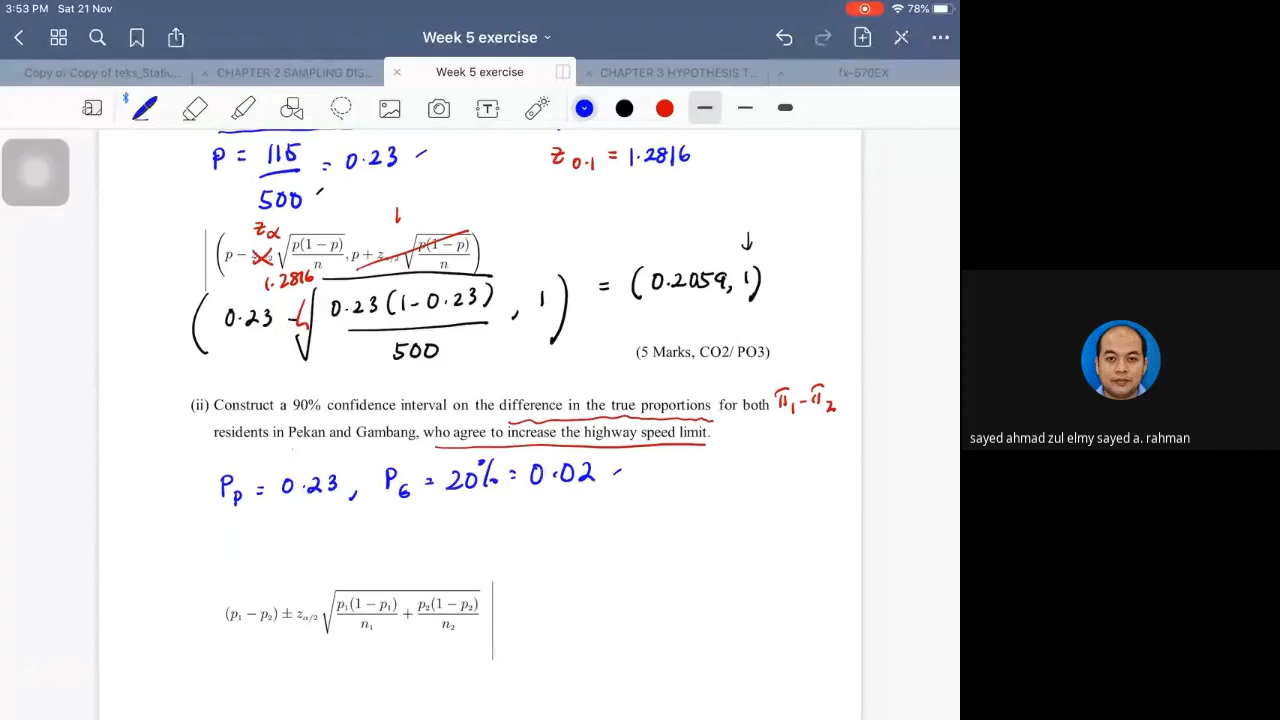 3:53 PM Sat 21 Nov 78%
Week 5 exercise
Copy of Copy of teks_Statis... CHAPTER 2 SAMPLING DIS... Week 5 exercise CHAPTER 3 HYPOTHESIS T... fx-570EX
P = 115/500 = 0.23
z 0.1 = 1.2816
zα
(p − z α/2 √(p(1 − p)/n), p + z α/2 √(p(1 − p)/n))
1.2816
(0.23 − √(0.23(1 − 0.23)/500), 1) = (0.2059, 1)
(5 Marks, CO2/ PO3)
(ii) Construct a 90% confidence interval on the difference in the true proportions for both π1 − π2
residents in Pekan and Gambang, who agree to increase the highway speed limit.
Pp = 0.23, PG = 20% = 0.02
(p1 − p2) ± zα/2 √(p1(1 − p1)/n1 + p2(1 − p2)/n2)
sayed ahmad zul elmy sayed a. rahman